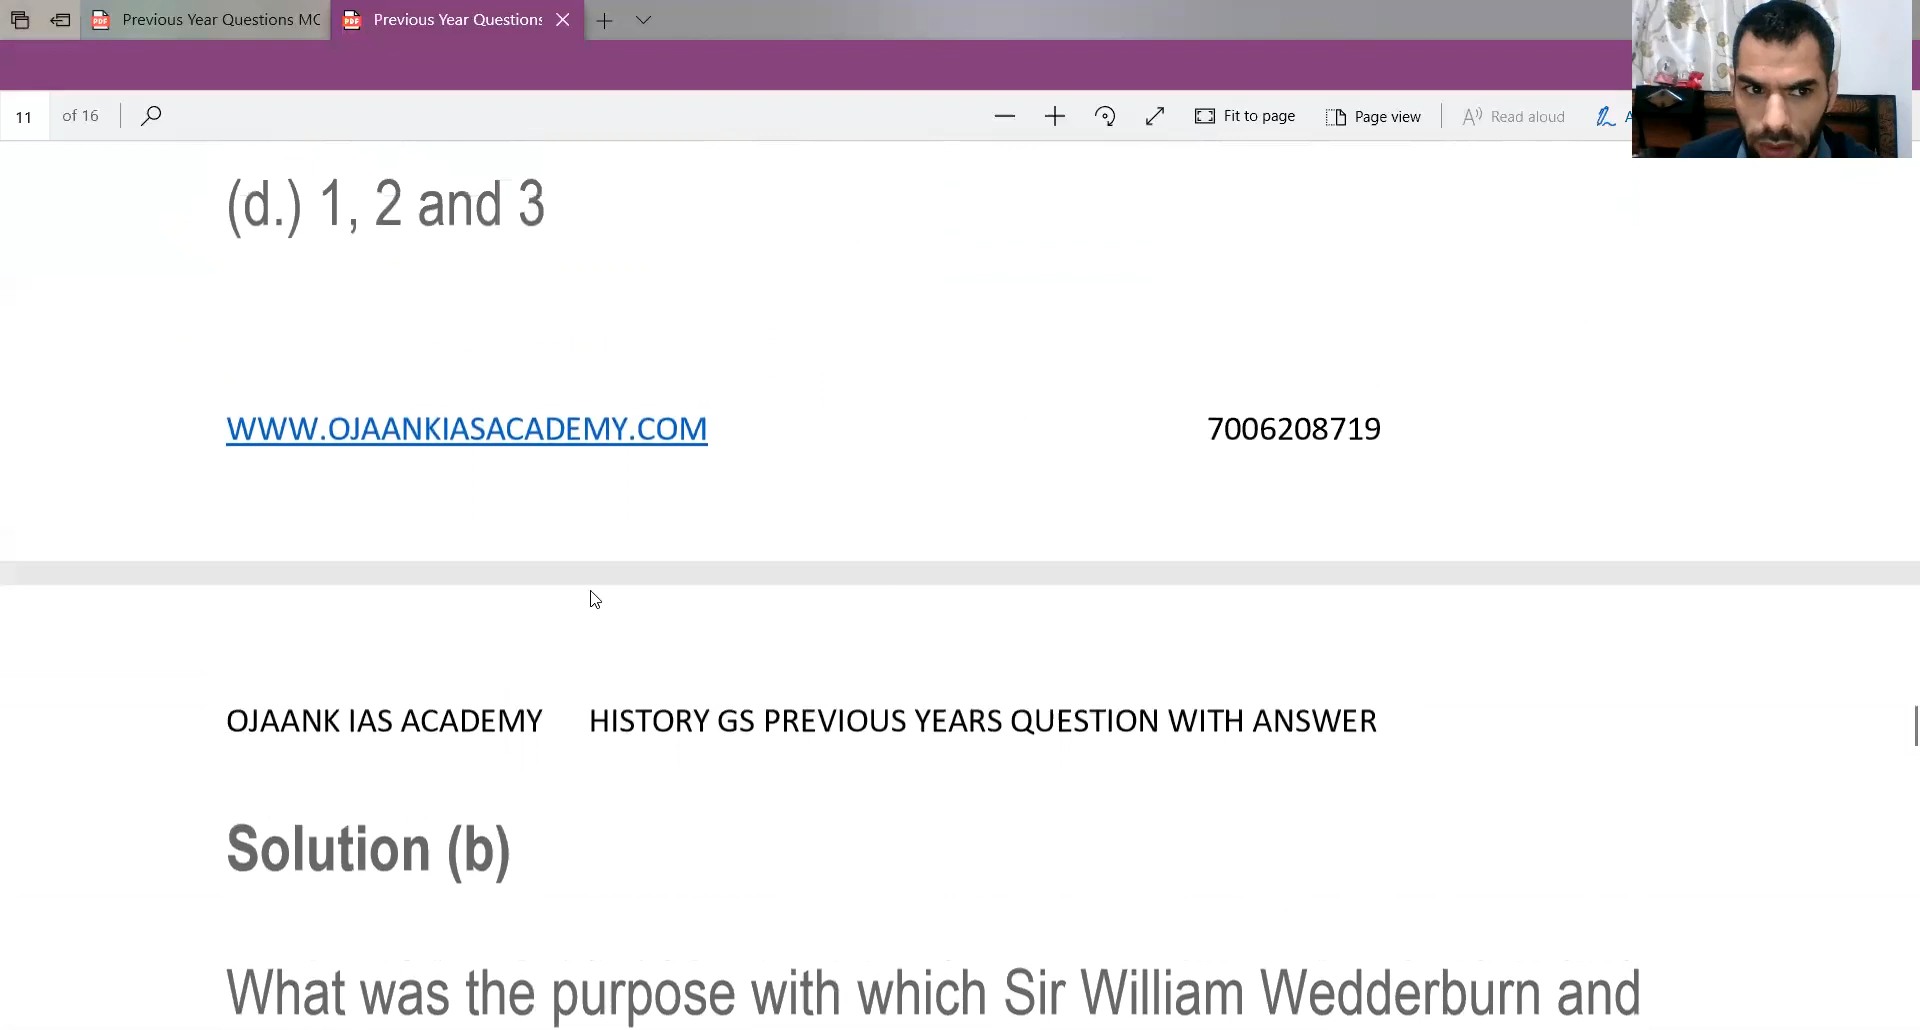 Previous Year Questions MC
Previous Year Questions
11 of 16 Fit to page Page view Read aloud
(d.) 1, 2 and 3
WWW.OJAANKIASACADEMY.COM 7006208719
OJAANK IAS ACADEMY HISTORY GS PREVIOUS YEARS QUESTION WITH ANSWER
Solution (b)
What was the purpose with which Sir William Wedderburn and